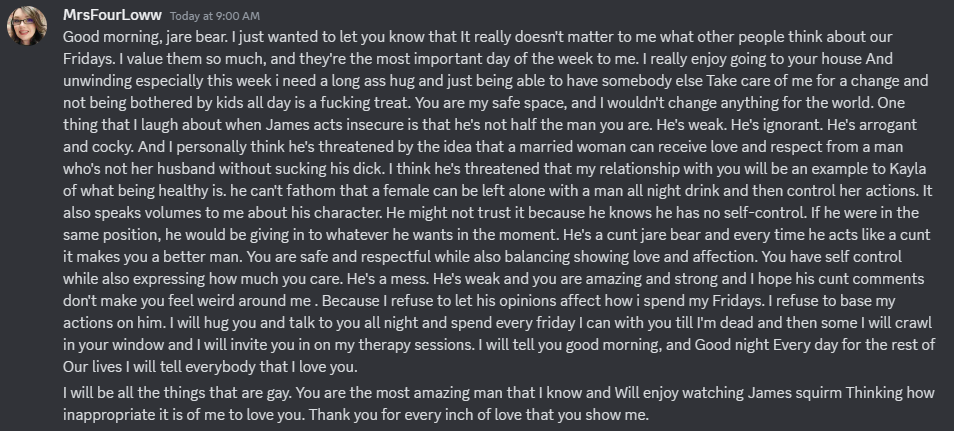 MrsFourLoww Today at 9:00 AM
Good morning, jare bear. I just wanted to let you know that It really doesn't matter to me what other people think about our
Fridays. I value them so much, and they're the most important day of the week to me. I really enjoy going to your house And
unwinding especially this week i need a long ass hug and just being able to have somebody else Take care of me for a change and
not being bothered by kids all day is a fucking treat. You are my safe space, and I wouldn't change anything for the world. One
thing that I laugh about when James acts insecure is that he's not half the man you are. He's weak. He's ignorant. He's arrogant
and cocky. And I personally think he's threatened by the idea that a married woman can receive love and respect from a man
who's not her husband without sucking his dick. I think he's threatened that my relationship with you will be an example to Kayla
of what being healthy is. he can't fathom that a female can be left alone with a man all night drink and then control her actions. It
also speaks volumes to me about his character. He might not trust it because he knows he has no self-control. If he were in the
same position, he would be giving in to whatever he wants in the moment. He's a cunt jare bear and every time he acts like a cunt
it makes you a better man. You are safe and respectful while also balancing showing love and affection. You have self control
while also expressing how much you care. He's a mess. He's weak and you are amazing and strong and I hope his cunt comments
don't make you feel weird around me . Because I refuse to let his opinions affect how i spend my Fridays. I refuse to base my
actions on him. I will hug you and talk to you all night and spend every friday I can with you till I'm dead and then some I will crawl
in your window and I will invite you in on my therapy sessions. I will tell you good morning, and Good night Every day for the rest of
Our lives I will tell everybody that I love you.
I will be all the things that are gay. You are the most amazing man that I know and Will enjoy watching James squirm Thinking how
inappropriate it is of me to love you. Thank you for every inch of love that you show me.